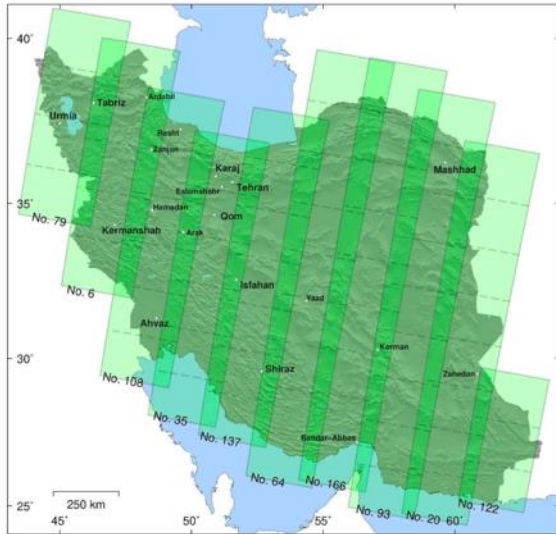 40°
Ardabil
Tabriz
Urmia
Rasht
Zanjan
Karaj
Mashhad
Eslamshahr
Tehran
35°
Hamadan
Qom
No. 79
Kermanshah
Arak
Isfahan
No. 6
Yazd
Ahvaz
Kerman
30°
Shiraz
Zahedan
No. 108
No. 35
No. 137
Bandar-Abbas
No. 64
No. 166
No. 93
No. 20
No. 122
250 km
25°
45°
50°
55°
60°